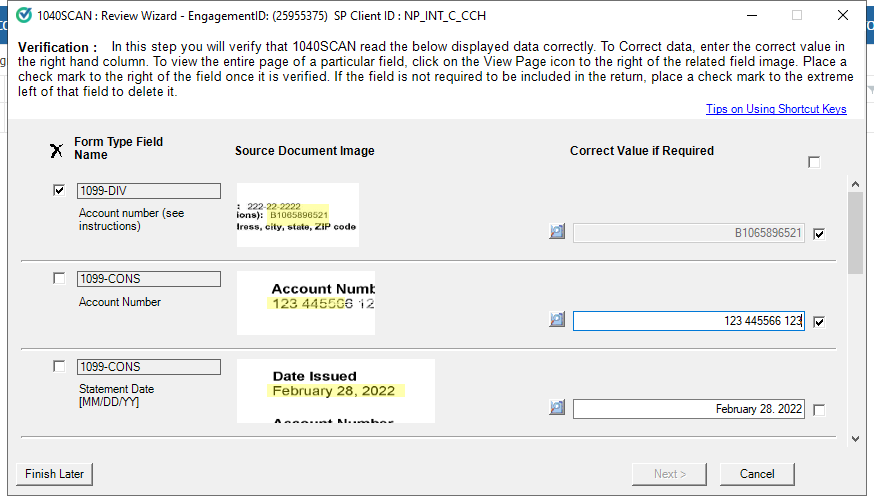 1040SCAN : Review Wizard - EngagementID: (25955375)  SP Client ID : NP_INT_C_CCH
Verification : In this step you will verify that 1040SCAN read the below displayed data correctly. To Correct data, enter the correct value in
the right hand column. To view the entire page of a particular field, click on the View Page icon to the right of the related field image. Place a
check mark to the right of the field once it is verified. If the field is not required to be included in the return, place a check mark to the extreme
left of that field to delete it.
Tips on Using Shortcut Keys
X Form Type Field
Name
Source Document Image
Correct Value if Required
1099-DIV
Account number (see
instructions)
: 222-22-2222
ions): B1065896521
dress, city, state, ZIP code
B1065896521
1099-CONS
Account Number
Account Numb
123 445566 12
123 445566 123
1099-CONS
Statement Date
[MM/DD/YY]
Date Issued
February 28, 2022
Account Number
February 28. 2022
Finish Later
Next >
Cancel